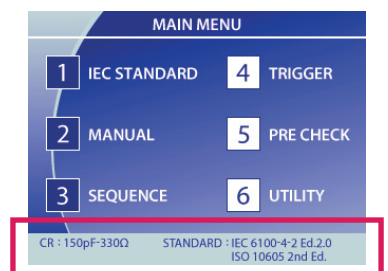 MAIN MENU
1 IEC STANDARD 4 TRIGGER
2 MANUAL 5 PRE CHECK
3 SEQUENCE 6 UTILITY
CR : 150pF-330Ω STANDARD : IEC 6100-4-2 Ed.2.0
ISO 10605 2nd Ed.